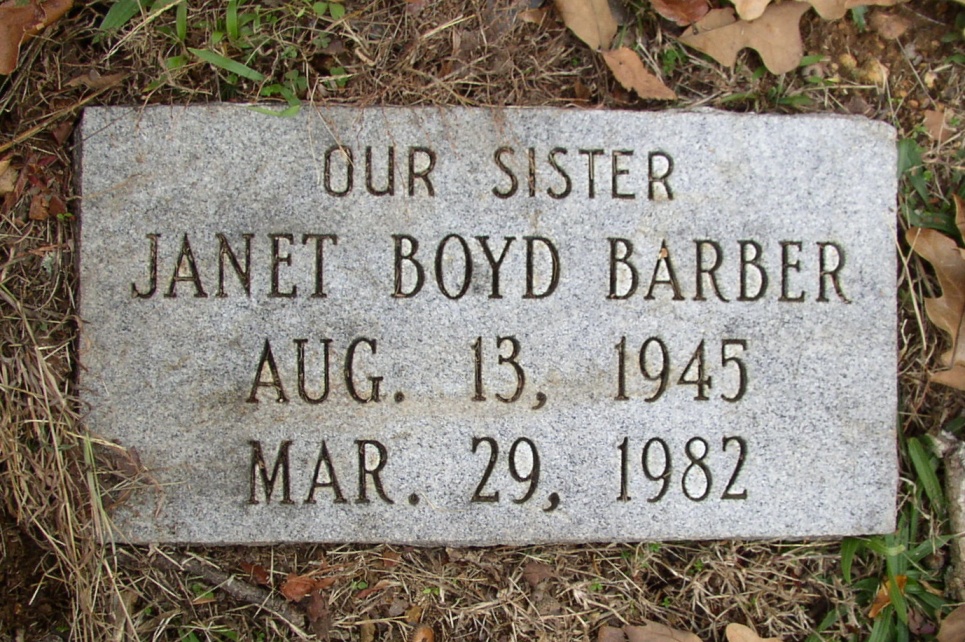 OUR SISTER
JANET BOYD BARBER
AUG. 13, 1945
MAR. 29, 1982